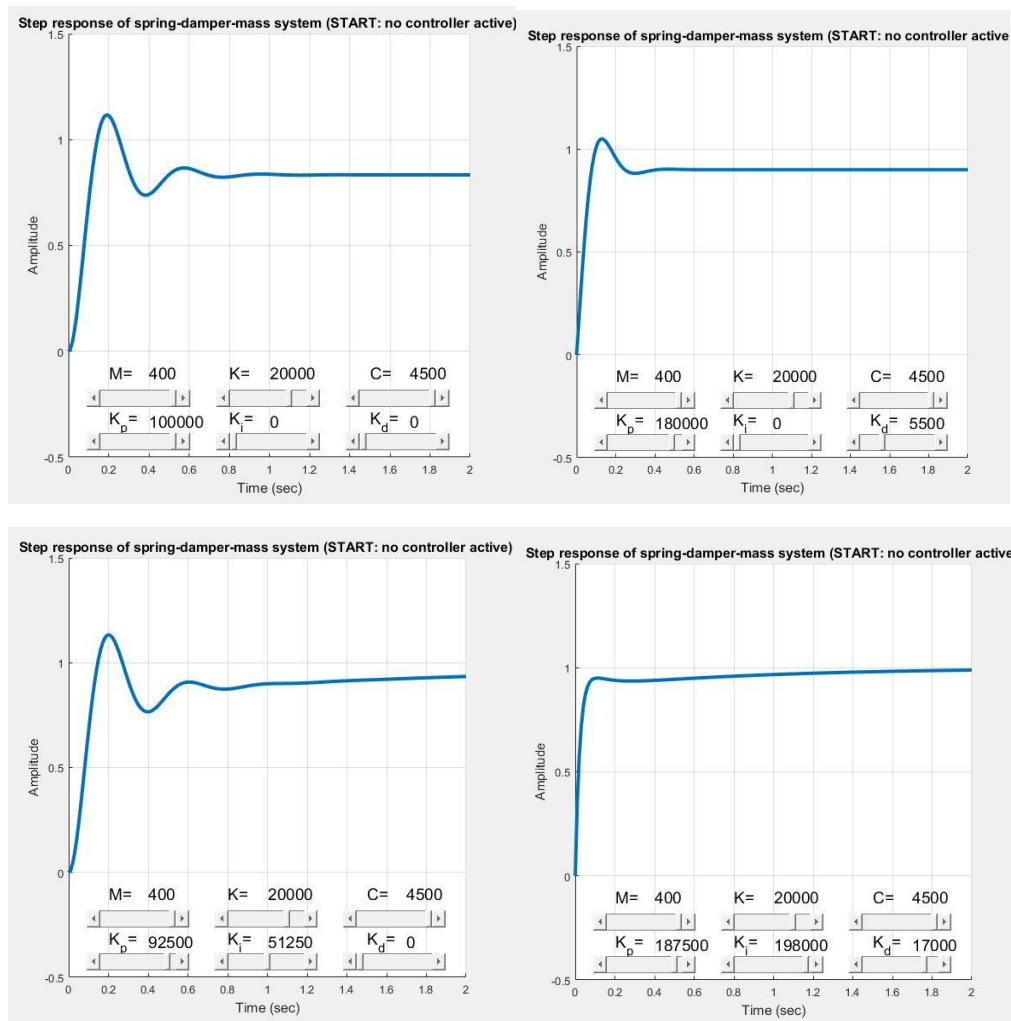 Step response of spring-damper-mass system (START: no controller active)
1.5
1
0.5
0
-0.5
Amplitude
M= 400 K= 20000 C= 4500
Kp= 100000 Ki= 0 Kd= 0
0 0.2 0.4 0.6 0.8 1 1.2 1.4 1.6 1.8 2
Time (sec)
Step response of spring-damper-mass system (START: no controller active
1.5
1
0.5
0
-0.5
Amplitude
M= 400 K= 20000 C= 4500
Kp= 180000 Ki= 0 Kd= 5500
0 0.2 0.4 0.6 0.8 1 1.2 1.4 1.6 1.8 2
Time (sec)
Step response of spring-damper-mass system (START: no controller active)
1.5
1
0.5
0
-0.5
Amplitude
M= 400 K= 20000 C= 4500
Kp= 92500 Ki= 51250 Kd= 0
0 0.2 0.4 0.6 0.8 1 1.2 1.4 1.6 1.8 2
Time (sec)
Step response of spring-damper-mass system (START: no controller active
1.5
1
0.5
0
-0.5
Amplitude
M= 400 K= 20000 C= 4500
Kp= 187500 Ki= 198000 Kd= 17000
0 0.2 0.4 0.6 0.8 1 1.2 1.4 1.6 1.8 2
Time (sec)